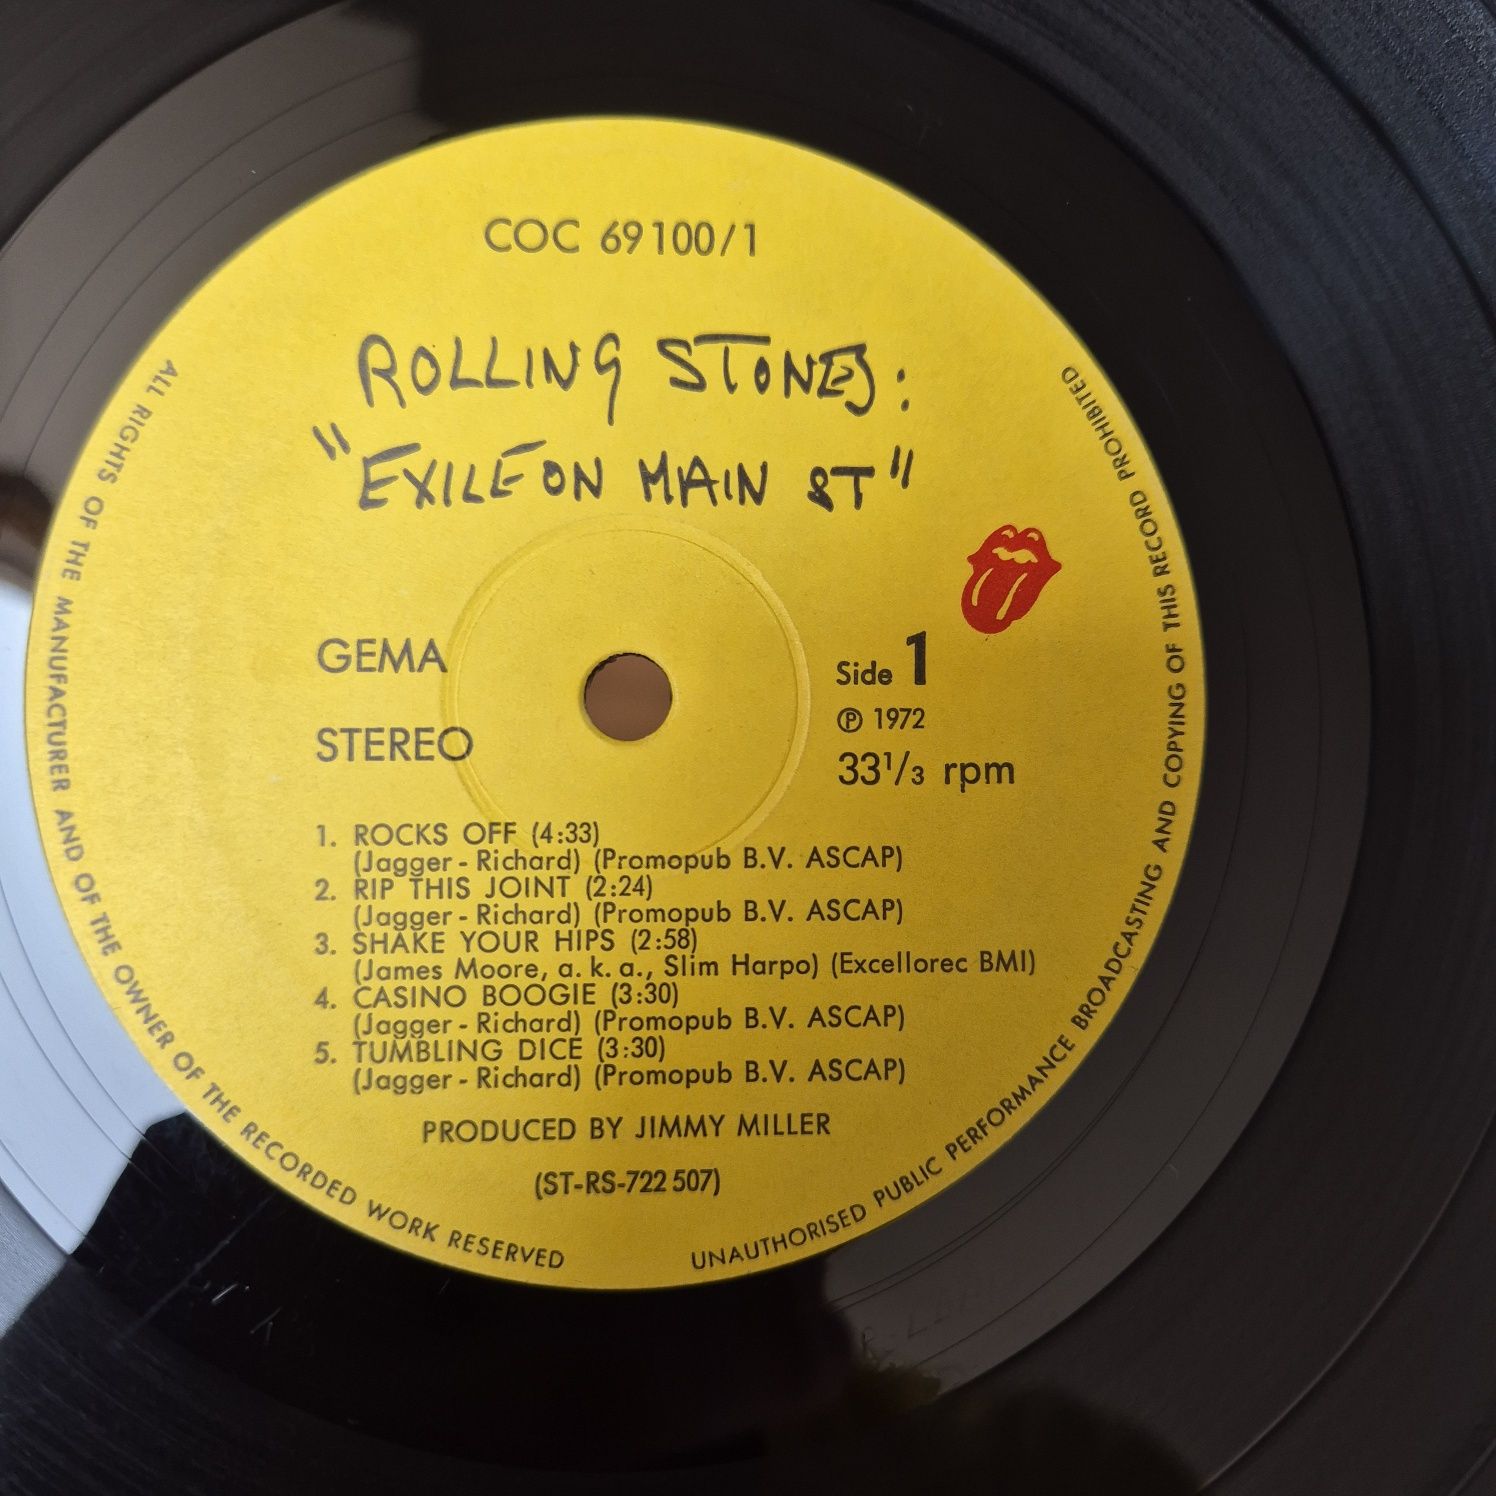 COC 69100/1
ROLLING STONES:
"EXILE ON MAIN ST"
GEMA
STEREO
Side 1
℗ 1972
33 1/3 rpm
1. ROCKS OFF (4:33)
(Jagger - Richard) (Promopub B.V. ASCAP)
2. RIP THIS JOINT (2:24)
(Jagger - Richard) (Promopub B.V. ASCAP)
3. SHAKE YOUR HIPS (2:58)
(James Moore, a. k. a., Slim Harpo) (Excellorec BMI)
4. CASINO BOOGIE (3:30)
(Jagger - Richard) (Promopub B.V. ASCAP)
5. TUMBLING DICE (3:30)
(Jagger - Richard) (Promopub B.V. ASCAP)
PRODUCED BY JIMMY MILLER
(ST-RS-722 507)
ALL RIGHTS OF THE MANUFACTURER AND OF THE OWNER OF THE RECORDED WORK RESERVED
UNAUTHORISED PUBLIC PERFORMANCE BROADCASTING AND COPYING OF THIS RECORD PROHIBITED